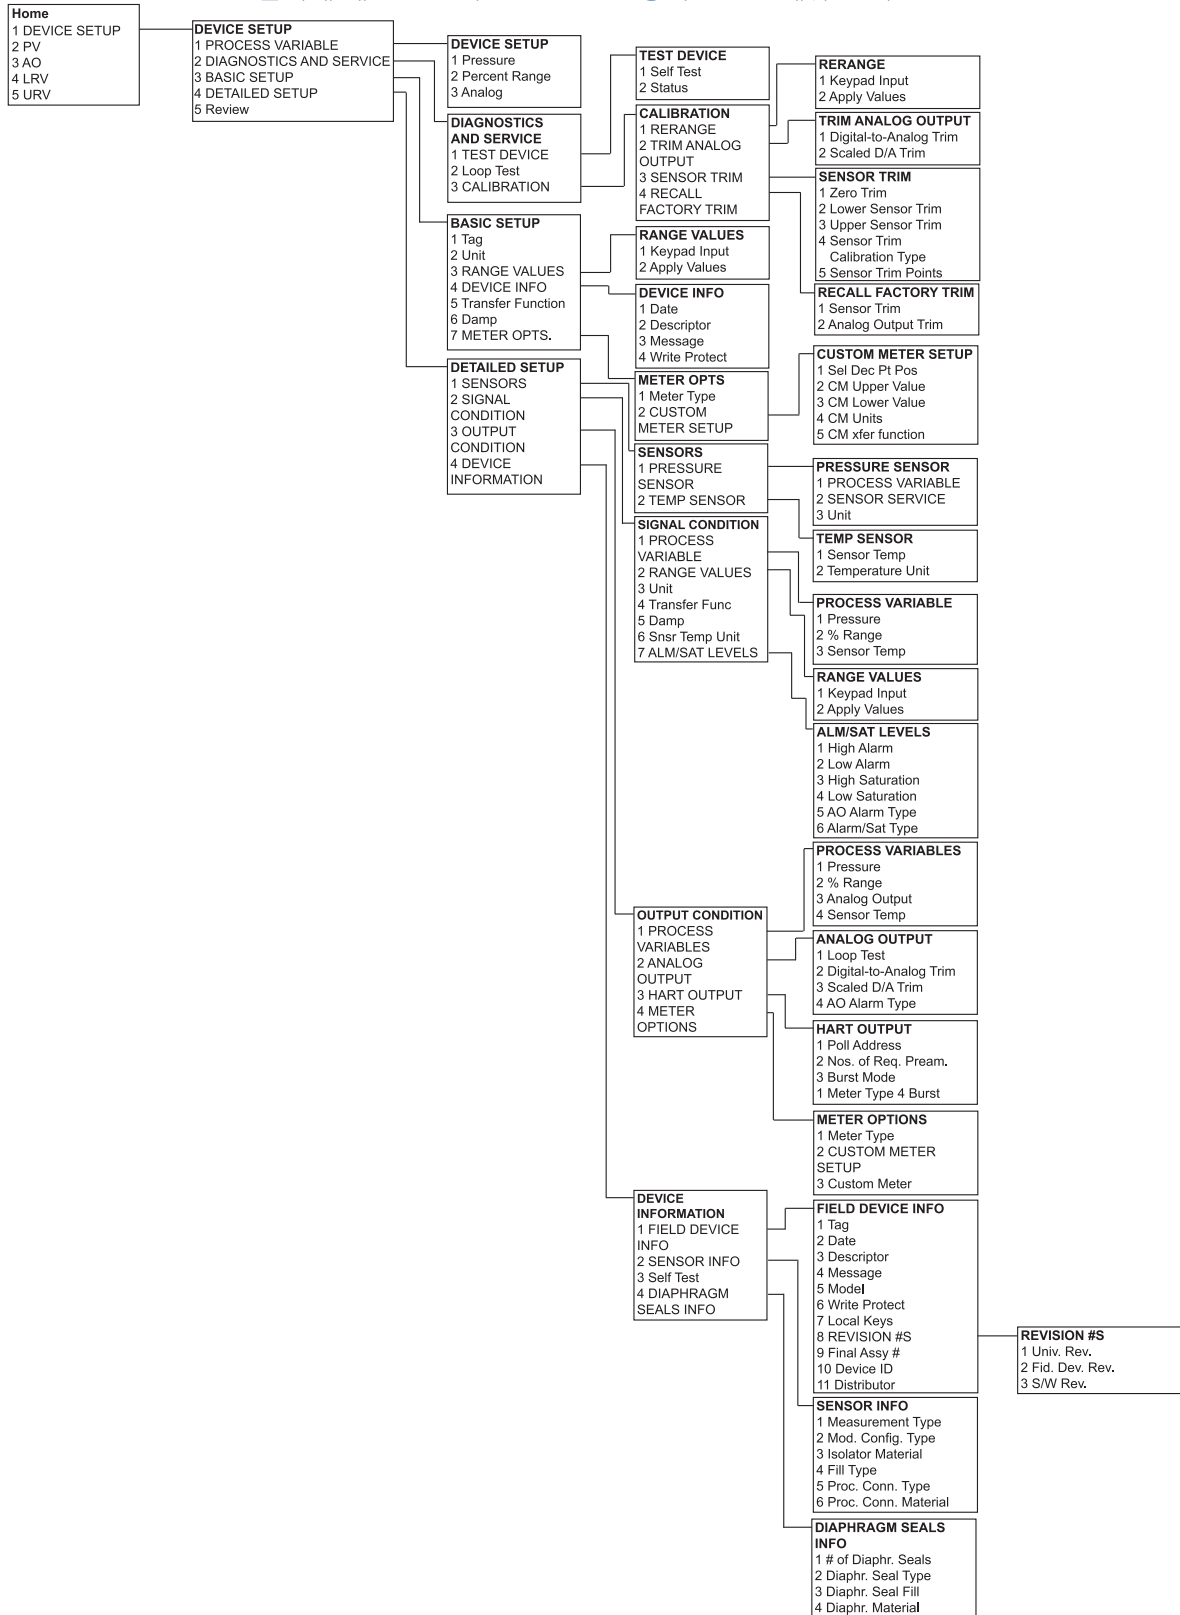 Home
1 DEVICE SETUP
2 PV
3 AO
4 LRV
5 URV
DEVICE SETUP
1 PROCESS VARIABLE
2 DIAGNOSTICS AND SERVICE
3 BASIC SETUP
4 DETAILED SETUP
5 Review
DEVICE SETUP
1 Pressure
2 Percent Range
3 Analog
DIAGNOSTICS
AND SERVICE
1 TEST DEVICE
2 Loop Test
3 CALIBRATION
BASIC SETUP
1 Tag
2 Unit
3 RANGE VALUES
4 DEVICE INFO
5 Transfer Function
6 Damp
7 METER OPTS.
DETAILED SETUP
1 SENSORS
2 SIGNAL
CONDITION
3 OUTPUT
CONDITION
4 DEVICE
INFORMATION
TEST DEVICE
1 Self Test
2 Status
CALIBRATION
1 RERANGE
2 TRIM ANALOG
OUTPUT
3 SENSOR TRIM
4 RECALL
FACTORY TRIM
RANGE VALUES
1 Keypad Input
2 Apply Values
DEVICE INFO
1 Date
2 Descriptor
3 Message
4 Write Protect
METER OPTS
1 Meter Type
2 CUSTOM
METER SETUP
SENSORS
1 PRESSURE
SENSOR
2 TEMP SENSOR
SIGNAL CONDITION
1 PROCESS
VARIABLE
2 RANGE VALUES
3 Unit
4 Transfer Func
5 Damp
6 Snsr Temp Unit
7 ALM/SAT LEVELS
OUTPUT CONDITION
1 PROCESS
VARIABLES
2 ANALOG
OUTPUT
3 HART OUTPUT
4 METER
OPTIONS
DEVICE
INFORMATION
1 FIELD DEVICE
INFO
2 SENSOR INFO
3 Self Test
4 DIAPHRAGM
SEALS INFO
RERANGE
1 Keypad Input
2 Apply Values
TRIM ANALOG OUTPUT
1 Digital-to-Analog Trim
2 Scaled D/A Trim
SENSOR TRIM
1 Zero Trim
2 Lower Sensor Trim
3 Upper Sensor Trim
4 Sensor Trim
Calibration Type
5 Sensor Trim Points
RECALL FACTORY TRIM
1 Sensor Trim
2 Analog Output Trim
CUSTOM METER SETUP
1 Sel Dec Pt Pos
2 CM Upper Value
3 CM Lower Value
4 CM Units
5 CM xfer function
PRESSURE SENSOR
1 PROCESS VARIABLE
2 SENSOR SERVICE
3 Unit
TEMP SENSOR
1 Sensor Temp
2 Temperature Unit
PROCESS VARIABLE
1 Pressure
2 % Range
3 Sensor Temp
RANGE VALUES
1 Keypad Input
2 Apply Values
ALM/SAT LEVELS
1 High Alarm
2 Low Alarm
3 High Saturation
4 Low Saturation
5 AO Alarm Type
6 Alarm/Sat Type
PROCESS VARIABLES
1 Pressure
2 % Range
3 Analog Output
4 Sensor Temp
ANALOG OUTPUT
1 Loop Test
2 Digital-to-Analog Trim
3 Scaled D/A Trim
4 AO Alarm Type
HART OUTPUT
1 Poll Address
2 Nos. of Req. Pream.
3 Burst Mode
1 Meter Type 4 Burst
METER OPTIONS
1 Meter Type
2 CUSTOM METER
SETUP
3 Custom Meter
FIELD DEVICE INFO
1 Tag
2 Date
3 Descriptor
4 Message
5 Model
6 Write Protect
7 Local Keys
8 REVISION #S
9 Final Assy #
10 Device ID
11 Distributor
SENSOR INFO
1 Measurement Type
2 Mod. Config. Type
3 Isolator Material
4 Fill Type
5 Proc. Conn. Type
6 Proc. Conn. Material
DIAPHRAGM SEALS
INFO
1 # of Diaphr. Seals
2 Diaphr. Seal Type
3 Diaphr. Seal Fill
4 Diaphr. Material
REVISION #S
1 Univ. Rev.
2 Fid. Dev. Rev.
3 S/W Rev.